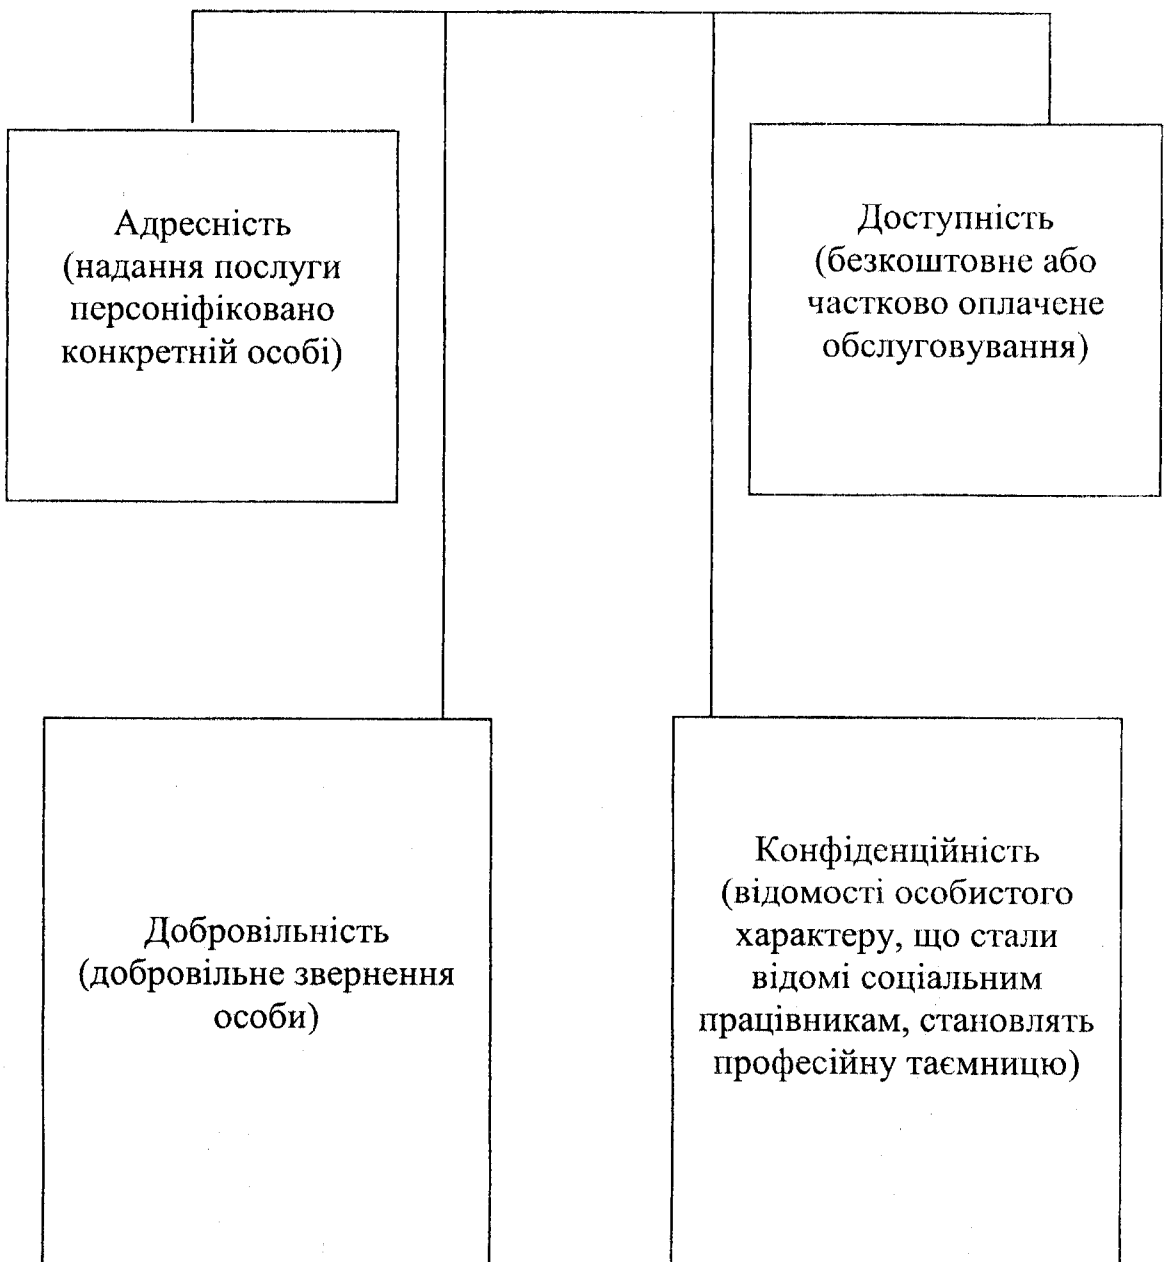 Адресність
(надання послуги
персоніфіковано
конкретній особі)
Доступність
(безкоштовне або
частково оплачене
обслуговування)
Добровільність
(добровільне звернення
особи)
Конфіденційність
(відомості особистого
характеру, що стали
відомі соціальним
працівникам, становлять
професійну таємницю)